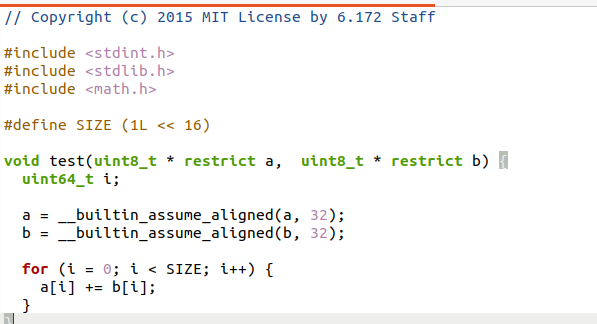 // Copyright (c) 2015 MIT License by 6.172 Staff
#include <stdint.h>
#include <stdlib.h>
#include <math.h>
#define SIZE (1L << 16)
void test(uint8_t * restrict a,  uint8_t * restrict b) {
  uint64_t i;
  a = __builtin_assume_aligned(a, 32);
  b = __builtin_assume_aligned(b, 32);
  for (i = 0; i < SIZE; i++) {
    a[i] += b[i];
  }
}